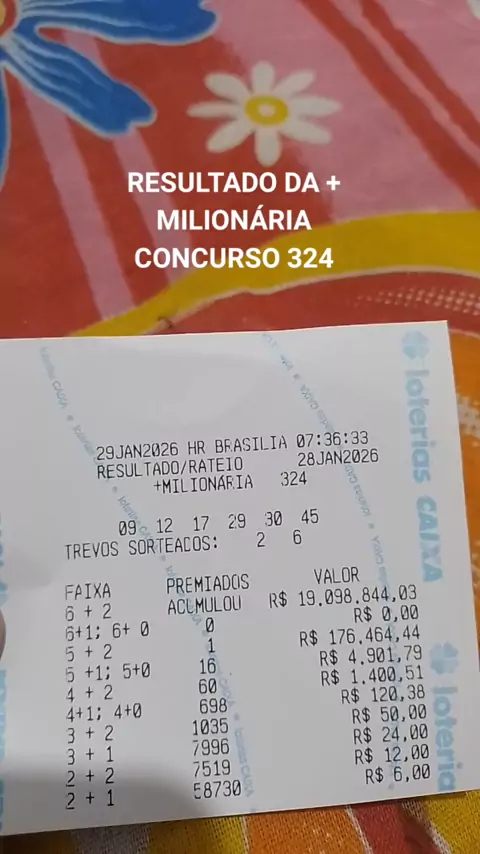 RESULTADO DA +
MILIONÁRIA
CONCURSO 324
loterias CAIXA
29JAN2026 HR BRASILIA 07:36:33
RESULTADO/RATEIO 28JAN2026
+MILIONARIA 324
09 12 17 29 30 45
TREVOS SORTEADOS: 2 6
FAIXA PREMIADOS VALOR
6 + 2 ACUMULOU R$ 19.098.844,03
6+1; 6+ 0 0 R$ 0,00
5 + 2 1 R$ 176.464,44
5 +1; 5+0 16 R$ 4.901,79
4 + 2 60 R$ 1.400,51
4+1; 4+0 698 R$ 120,38
3 + 2 1035 R$ 50,00
3 + 1 7996 R$ 24,00
2 + 2 7519 R$ 12,00
2 + 1 58730 R$ 6,00
loteria